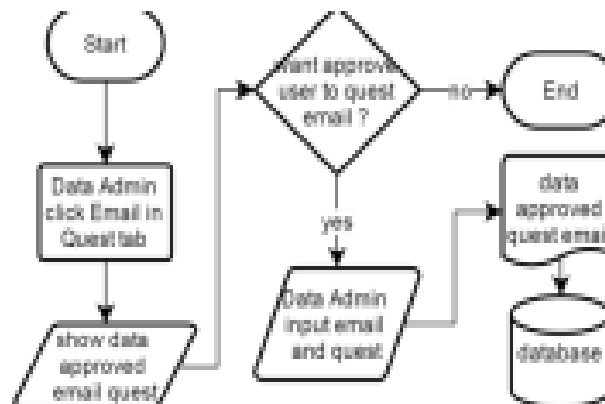 Start
Data Admin
click Email in
Quest tab
show data
approved
email quest
want approve
user to quest
email ?
no
End
yes
Data Admin
input email
and quest
data
approved
quest email
database